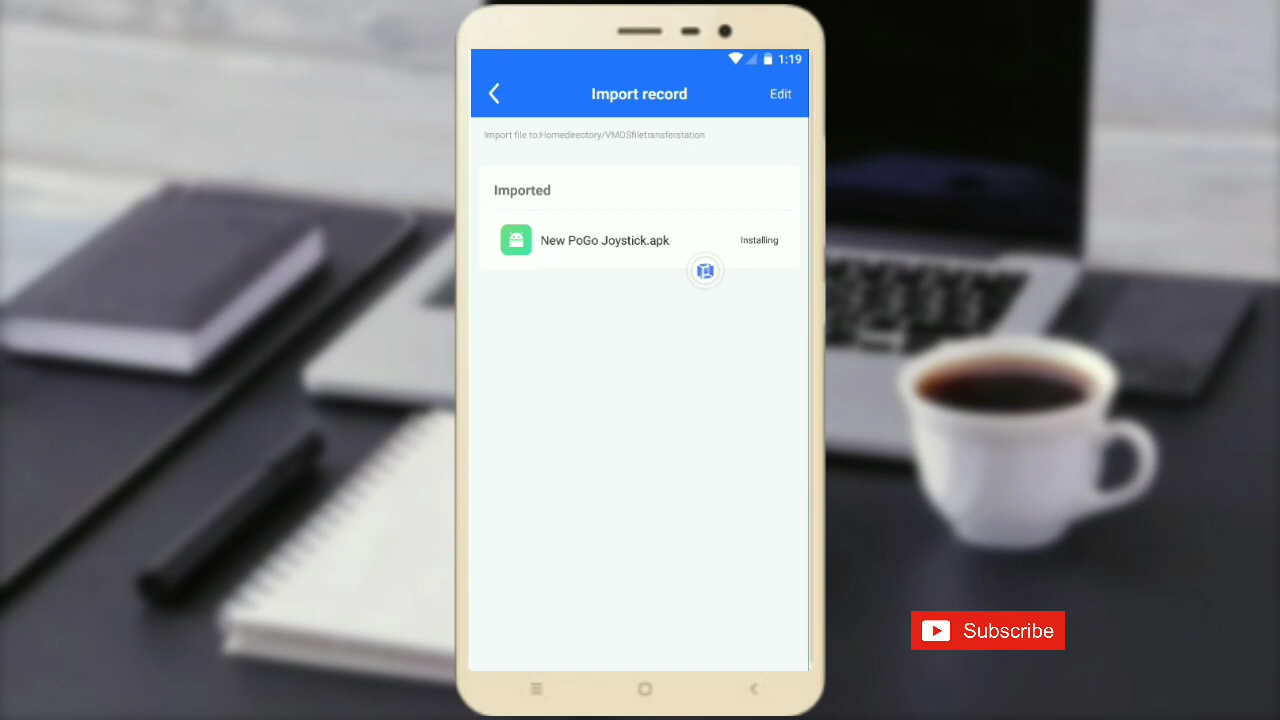 1:19
Import record
Edit
Import file to:Homedirectory/VMOSfiletransferstation
Imported
New PoGo Joystick.apk
Installing
Subscribe